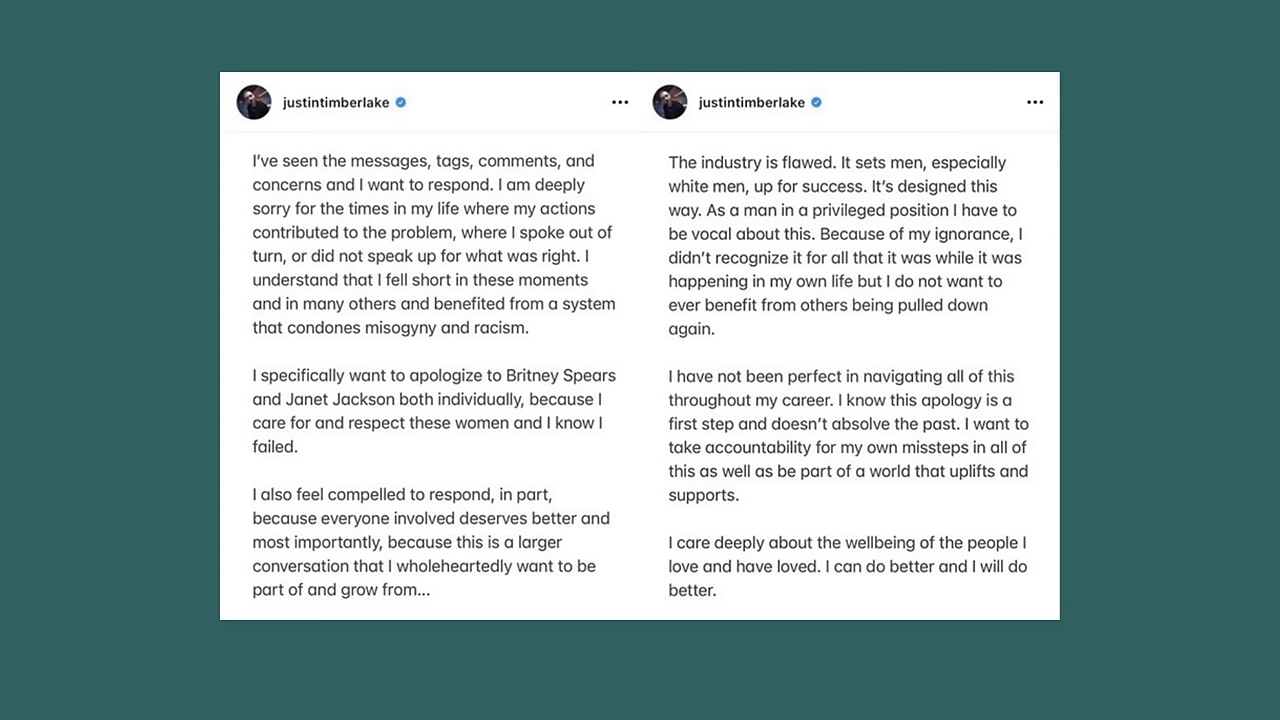 justintimberlake
I’ve seen the messages, tags, comments, and
concerns and I want to respond. I am deeply
sorry for the times in my life where my actions
contributed to the problem, where I spoke out of
turn, or did not speak up for what was right. I
understand that I fell short in these moments
and in many others and benefited from a system
that condones misogyny and racism.
I specifically want to apologize to Britney Spears
and Janet Jackson both individually, because I
care for and respect these women and I know I
failed.
I also feel compelled to respond, in part,
because everyone involved deserves better and
most importantly, because this is a larger
conversation that I wholeheartedly want to be
part of and grow from...
justintimberlake
The industry is flawed. It sets men, especially
white men, up for success. It’s designed this
way. As a man in a privileged position I have to
be vocal about this. Because of my ignorance, I
didn’t recognize it for all that it was while it was
happening in my own life but I do not want to
ever benefit from others being pulled down
again.
I have not been perfect in navigating all of this
throughout my career. I know this apology is a
first step and doesn’t absolve the past. I want to
take accountability for my own missteps in all of
this as well as be part of a world that uplifts and
supports.
I care deeply about the wellbeing of the people I
love and have loved. I can do better and I will do
better.